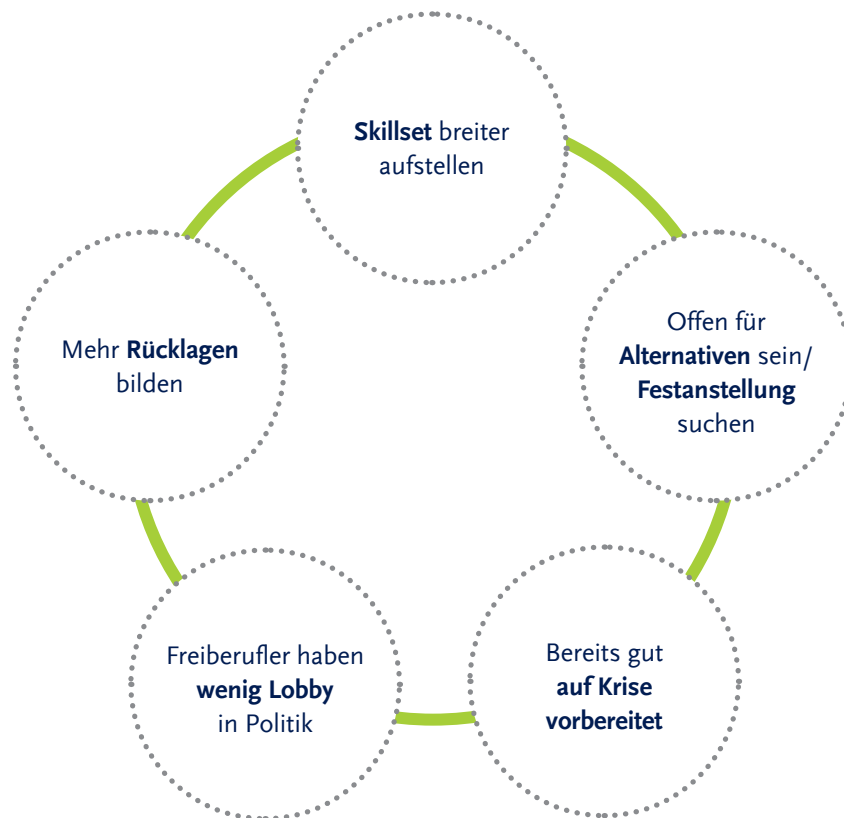 Skillset breiter
aufstellen
Mehr Rücklagen
bilden
Offen für
Alternativen sein/
Festanstellung
suchen
Freiberufler haben
wenig Lobby
in Politik
Bereits gut
auf Krise
vorbereitet